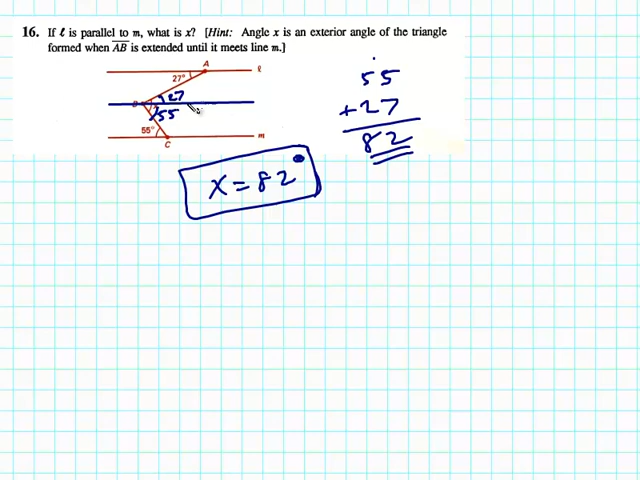 16. If ℓ is parallel to m, what is x? [Hint: Angle x is an exterior angle of the triangle
formed when AB is extended until it meets line m.]
A
ℓ
27°
27
55
55°
m
C
55
+27
82
x = 82°